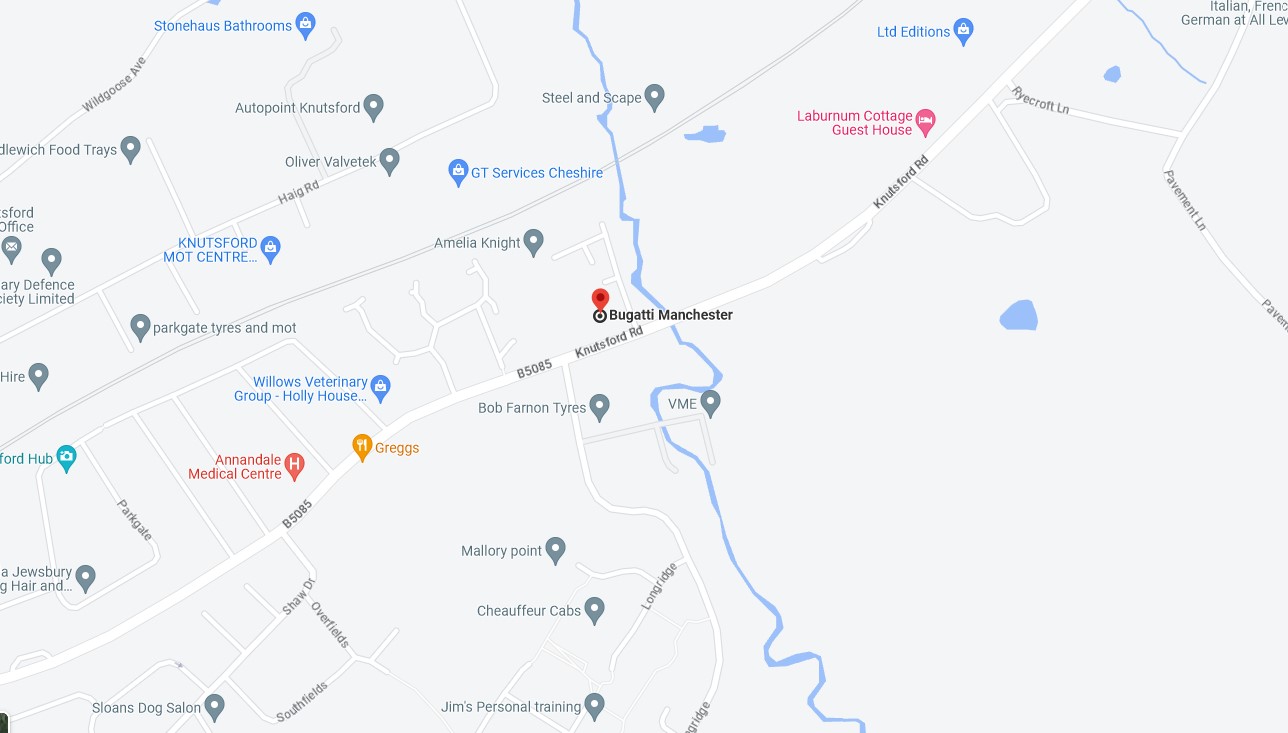 Italian, Frenc
German at All Lev
Stonehaus Bathrooms
Ltd Editions
Wildgoose Ave
Autopoint Knutsford
Steel and Scape
Ryecroft Ln
Laburnum Cottage
Guest House
dlewich Food Trays
Oliver Valvetek
GT Services Cheshire
Knutsford Rd
Haig Rd
Pavement Ln
tsford
Office
KNUTSFORD
MOT CENTRE...
Amelia Knight
ary Defence
ciety Limited
Bugatti Manchester
Pavem
parkgate tyres and mot
Knutsford Rd
B5085
Hire
Willows Veterinary
Group - Holly House...
Bob Farnon Tyres
VME
Greggs
ford Hub
Annandale
Medical Centre
B5085
Parkgate
Mallory point
a Jewsbury
g Hair and...
Longridge
Shaw Dr
Cheauffeur Cabs
Overfields
Southfields
Sloans Dog Salon
Jim's Personal training
ngridge